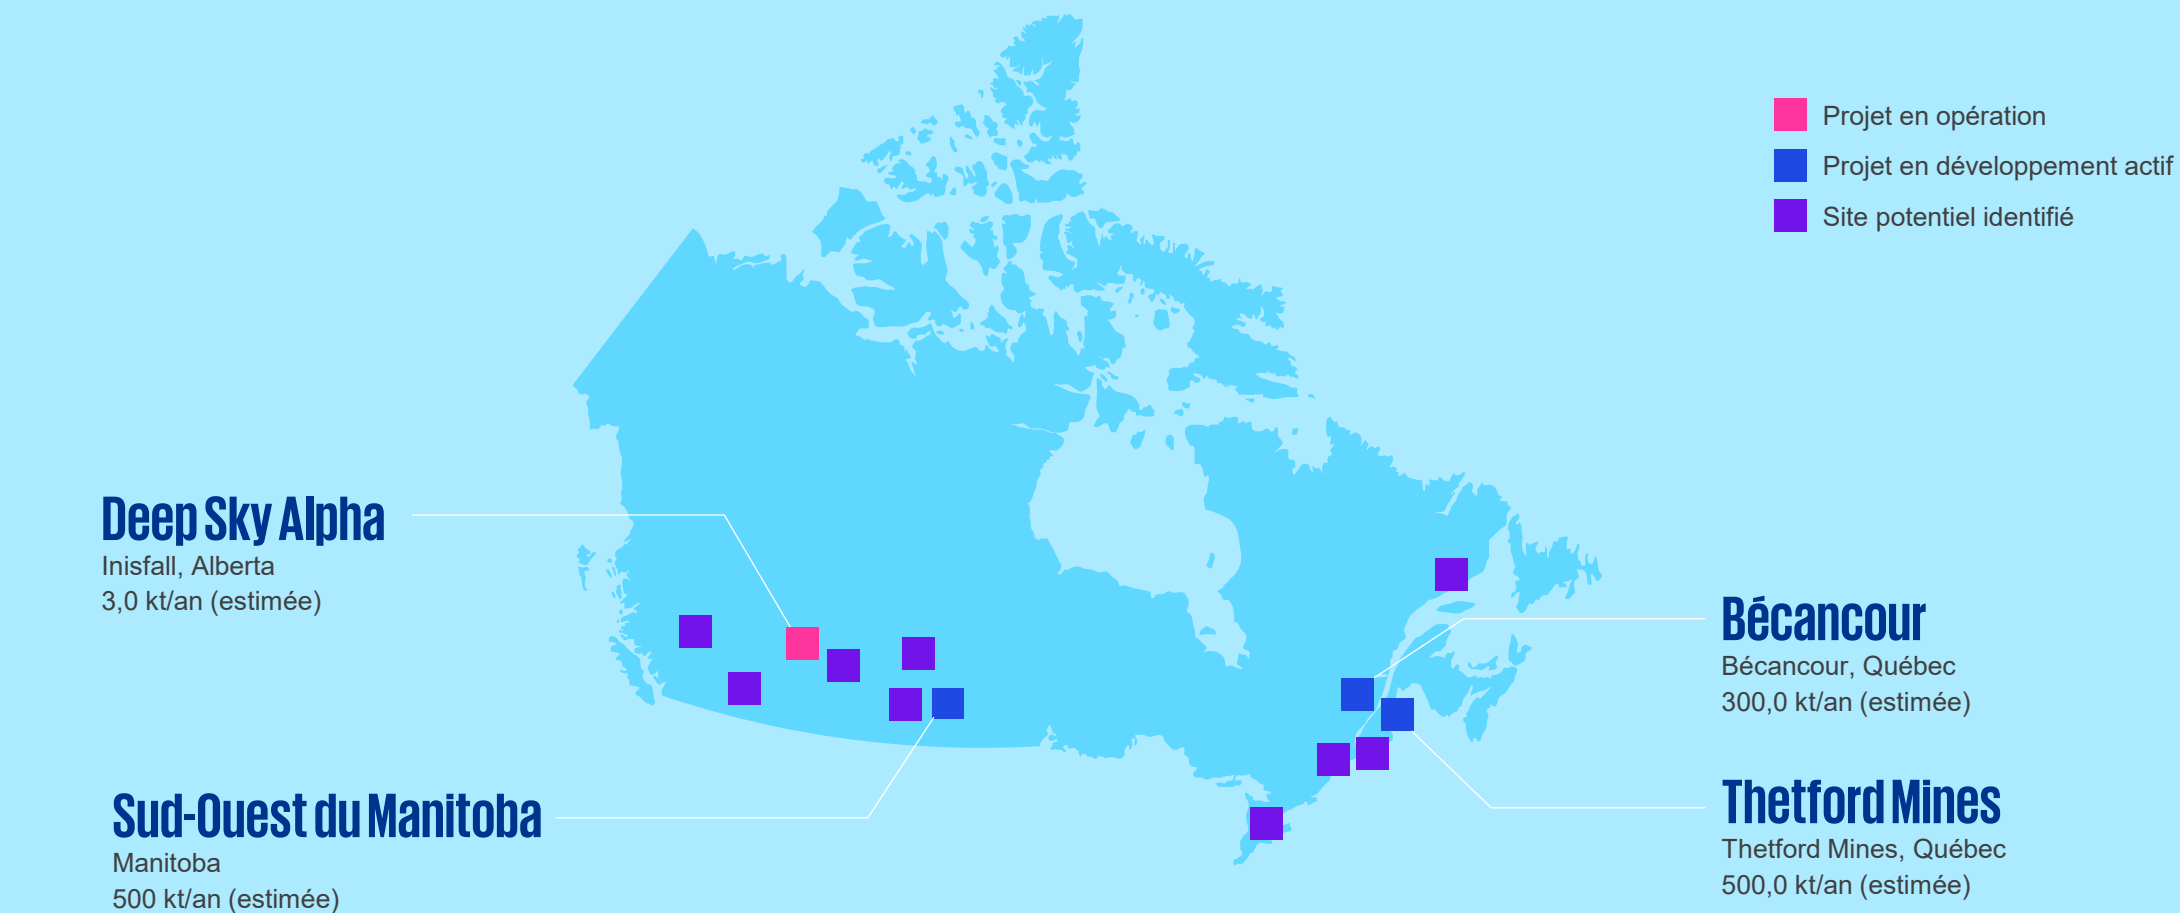 Projet en opération
Projet en développement actif
Site potentiel identifié
Deep Sky Alpha
Inisfall, Alberta
3,0 kt/an (estimée)
Bécancour
Bécancour, Québec
300,0 kt/an (estimée)
Sud-Ouest du Manitoba
Manitoba
500 kt/an (estimée)
Thetford Mines
Thetford Mines, Québec
500,0 kt/an (estimée)